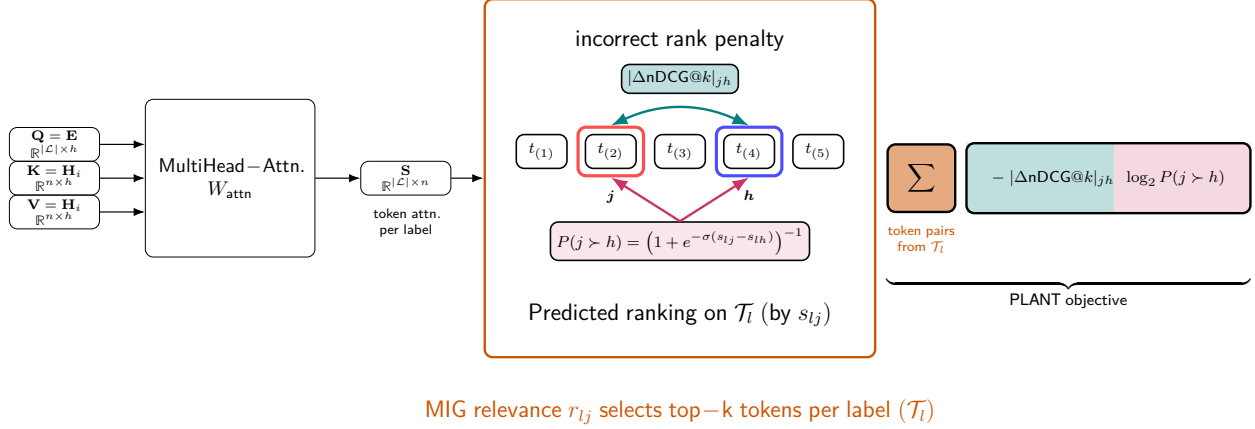 Q = E
ℝ^{|ℒ|×h}
K = H_i
ℝ^{n×h}
V = H_i
ℝ^{n×h}
MultiHead−Attn.
W_attn
S
ℝ^{|ℒ|×n}
token attn.
per label
incorrect rank penalty
|ΔnDCG@k|_{jh}
t_{(1)}
t_{(2)}
t_{(3)}
t_{(4)}
t_{(5)}
j
h
P(j ≻ h) = (1 + e^{−σ(s_{lj}−s_{lh})})^{−1}
Predicted ranking on 𝒯_l (by s_{lj})
∑
− |ΔnDCG@k|_{jh} log_2 P(j ≻ h)
token pairs
from 𝒯_l
PLANT objective
MIG relevance r_{lj} selects top−k tokens per label (𝒯_l)